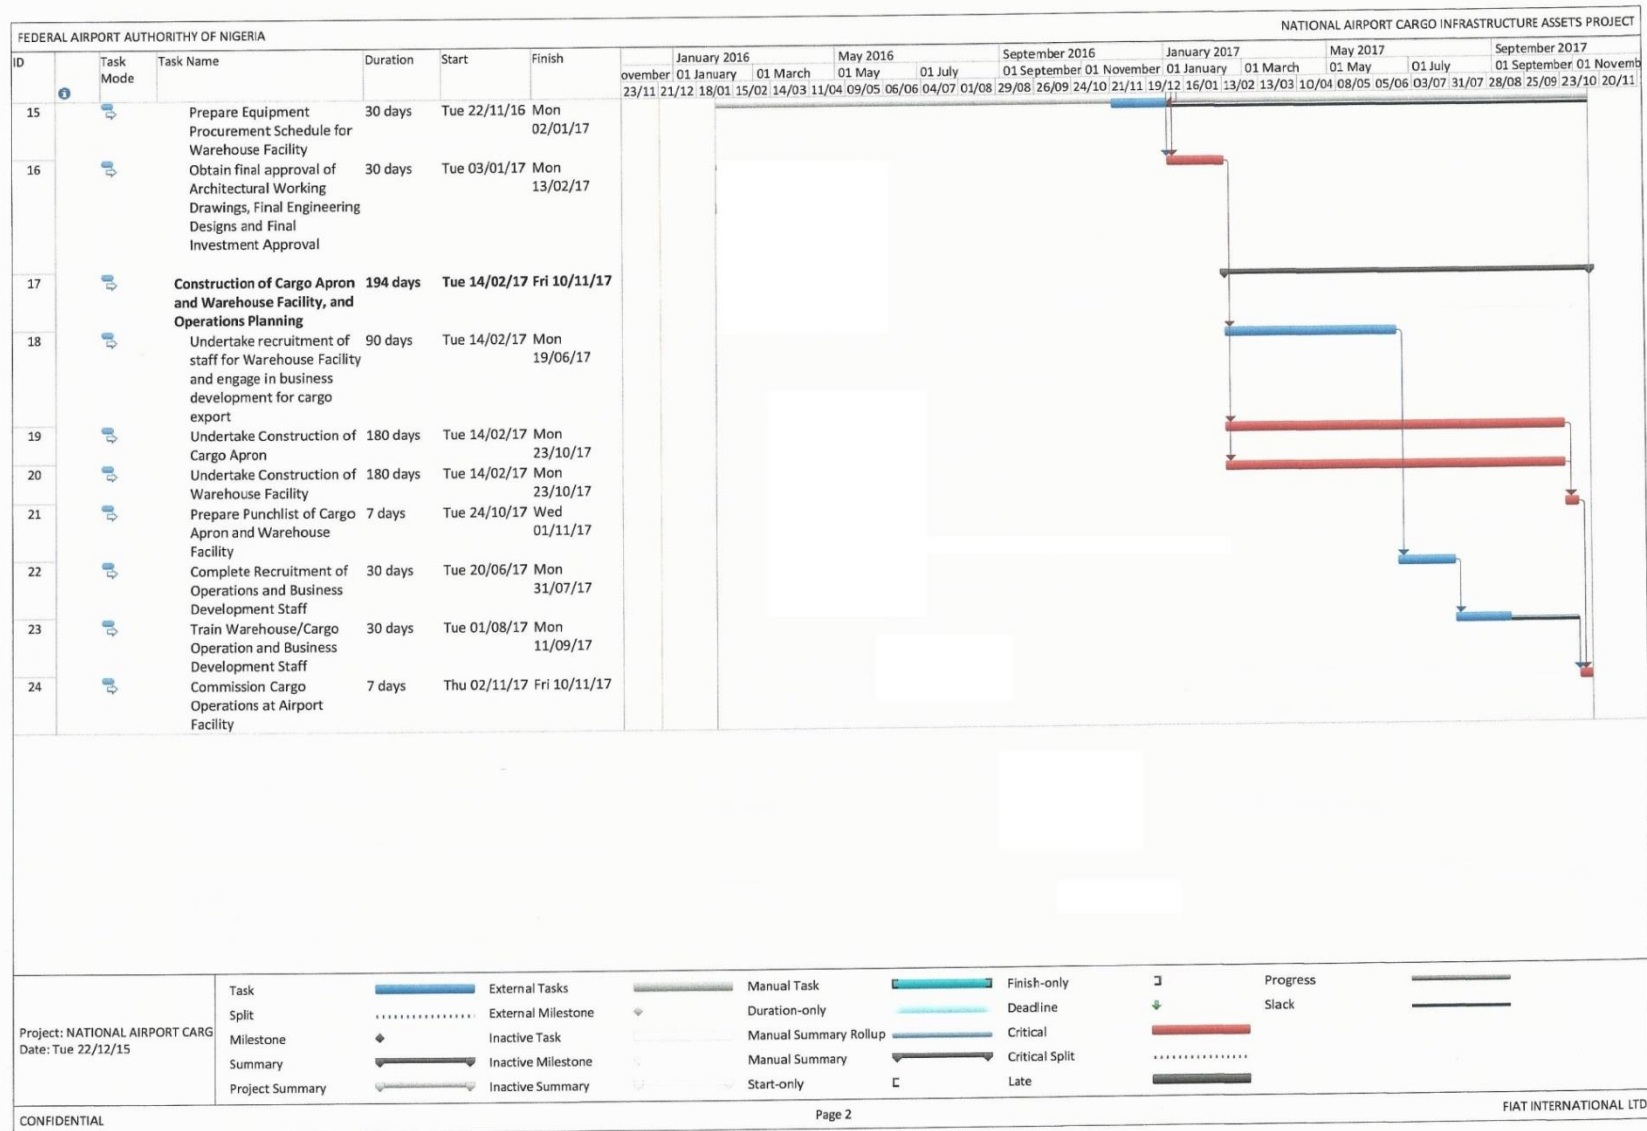 FEDERAL AIRPORT AUTHORITHY OF NIGERIA
NATIONAL AIRPORT CARGO INFRASTRUCTURE ASSETS PROJECT
ID Task Mode Task Name Duration Start Finish
January 2016 May 2016 September 2016 January 2017 May 2017 September 2017
ovember 01 January 01 March 01 May 01 July 01 September 01 November 01 January 01 March 01 May 01 July 01 September 01 Novemb
23/11 21/12 18/01 15/02 14/03 11/04 09/05 06/06 04/07 01/08 29/08 26/09 24/10 21/11 19/12 16/01 13/02 13/03 10/04 08/05 05/06 03/07 31/07 28/08 25/09 23/10 20/11
15 Prepare Equipment 30 days Tue 22/11/16 Mon
Procurement Schedule for 02/01/17
Warehouse Facility
16 Obtain final approval of 30 days Tue 03/01/17 Mon
Architectural Working 13/02/17
Drawings, Final Engineering
Designs and Final
Investment Approval
17 Construction of Cargo Apron 194 days Tue 14/02/17 Fri 10/11/17
and Warehouse Facility, and
Operations Planning
18 Undertake recruitment of 90 days Tue 14/02/17 Mon
staff for Warehouse Facility 19/06/17
and engage in business
development for cargo
export
19 Undertake Construction of 180 days Tue 14/02/17 Mon
Cargo Apron 23/10/17
20 Undertake Construction of 180 days Tue 14/02/17 Mon
Warehouse Facility 23/10/17
21 Prepare Punchlist of Cargo 7 days Tue 24/10/17 Wed
Apron and Warehouse 01/11/17
Facility
22 Complete Recruitment of 30 days Tue 20/06/17 Mon
Operations and Business 31/07/17
Development Staff
23 Train Warehouse/Cargo 30 days Tue 01/08/17 Mon
Operation and Business 11/09/17
Development Staff
24 Commission Cargo 7 days Thu 02/11/17 Fri 10/11/17
Operations at Airport
Facility
Project: NATIONAL AIRPORT CARG
Date: Tue 22/12/15
Task External Tasks Manual Task Finish-only Progress
Split External Milestone Duration-only Deadline Slack
Milestone Inactive Task Manual Summary Rollup Critical
Summary Inactive Milestone Manual Summary Critical Split
Project Summary Inactive Summary Start-only Late
CONFIDENTIAL
Page 2
FIAT INTERNATIONAL LTD